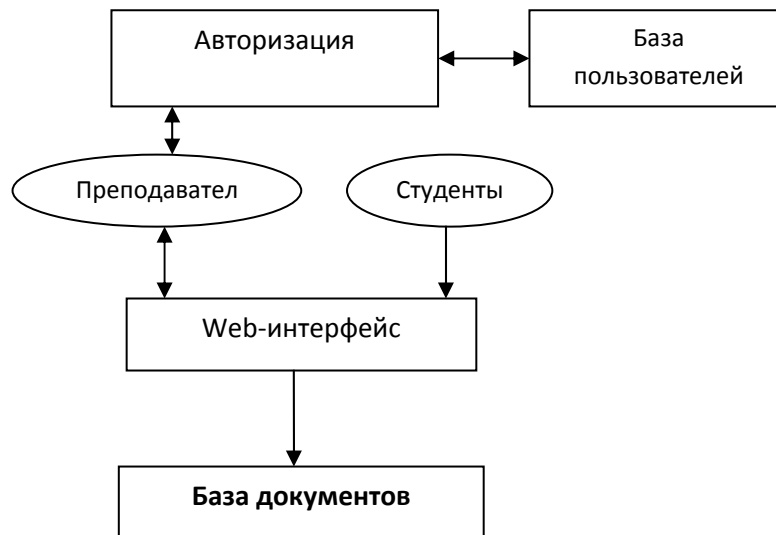 Авторизация
База
пользователей
Преподавател
Студенты
Web-интерфейс
База документов